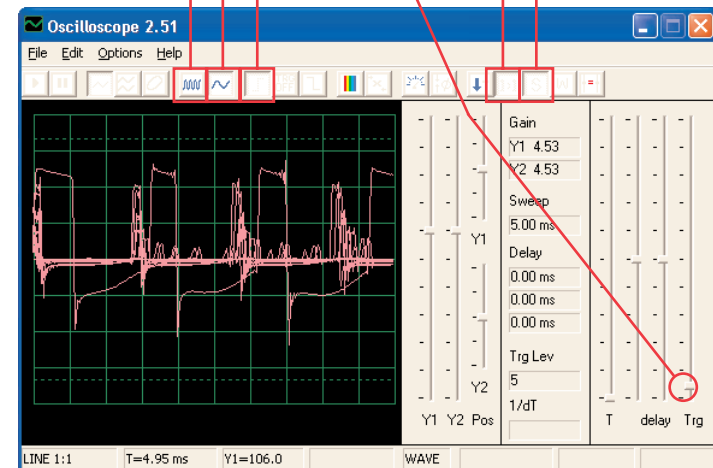 Oscilloscope 2.51
File Edit Options Help
Gain
Y1 4.53
Y2 4.53
Sweep
5.00 ms
Y1
Delay
0.00 ms
0.00 ms
0.00 ms
Trg Lev
Y2
5
1/dT
Y1 Y2 Pos
T delay Trg
LINE 1:1 T=4.95 ms Y1=106.0 WAVE